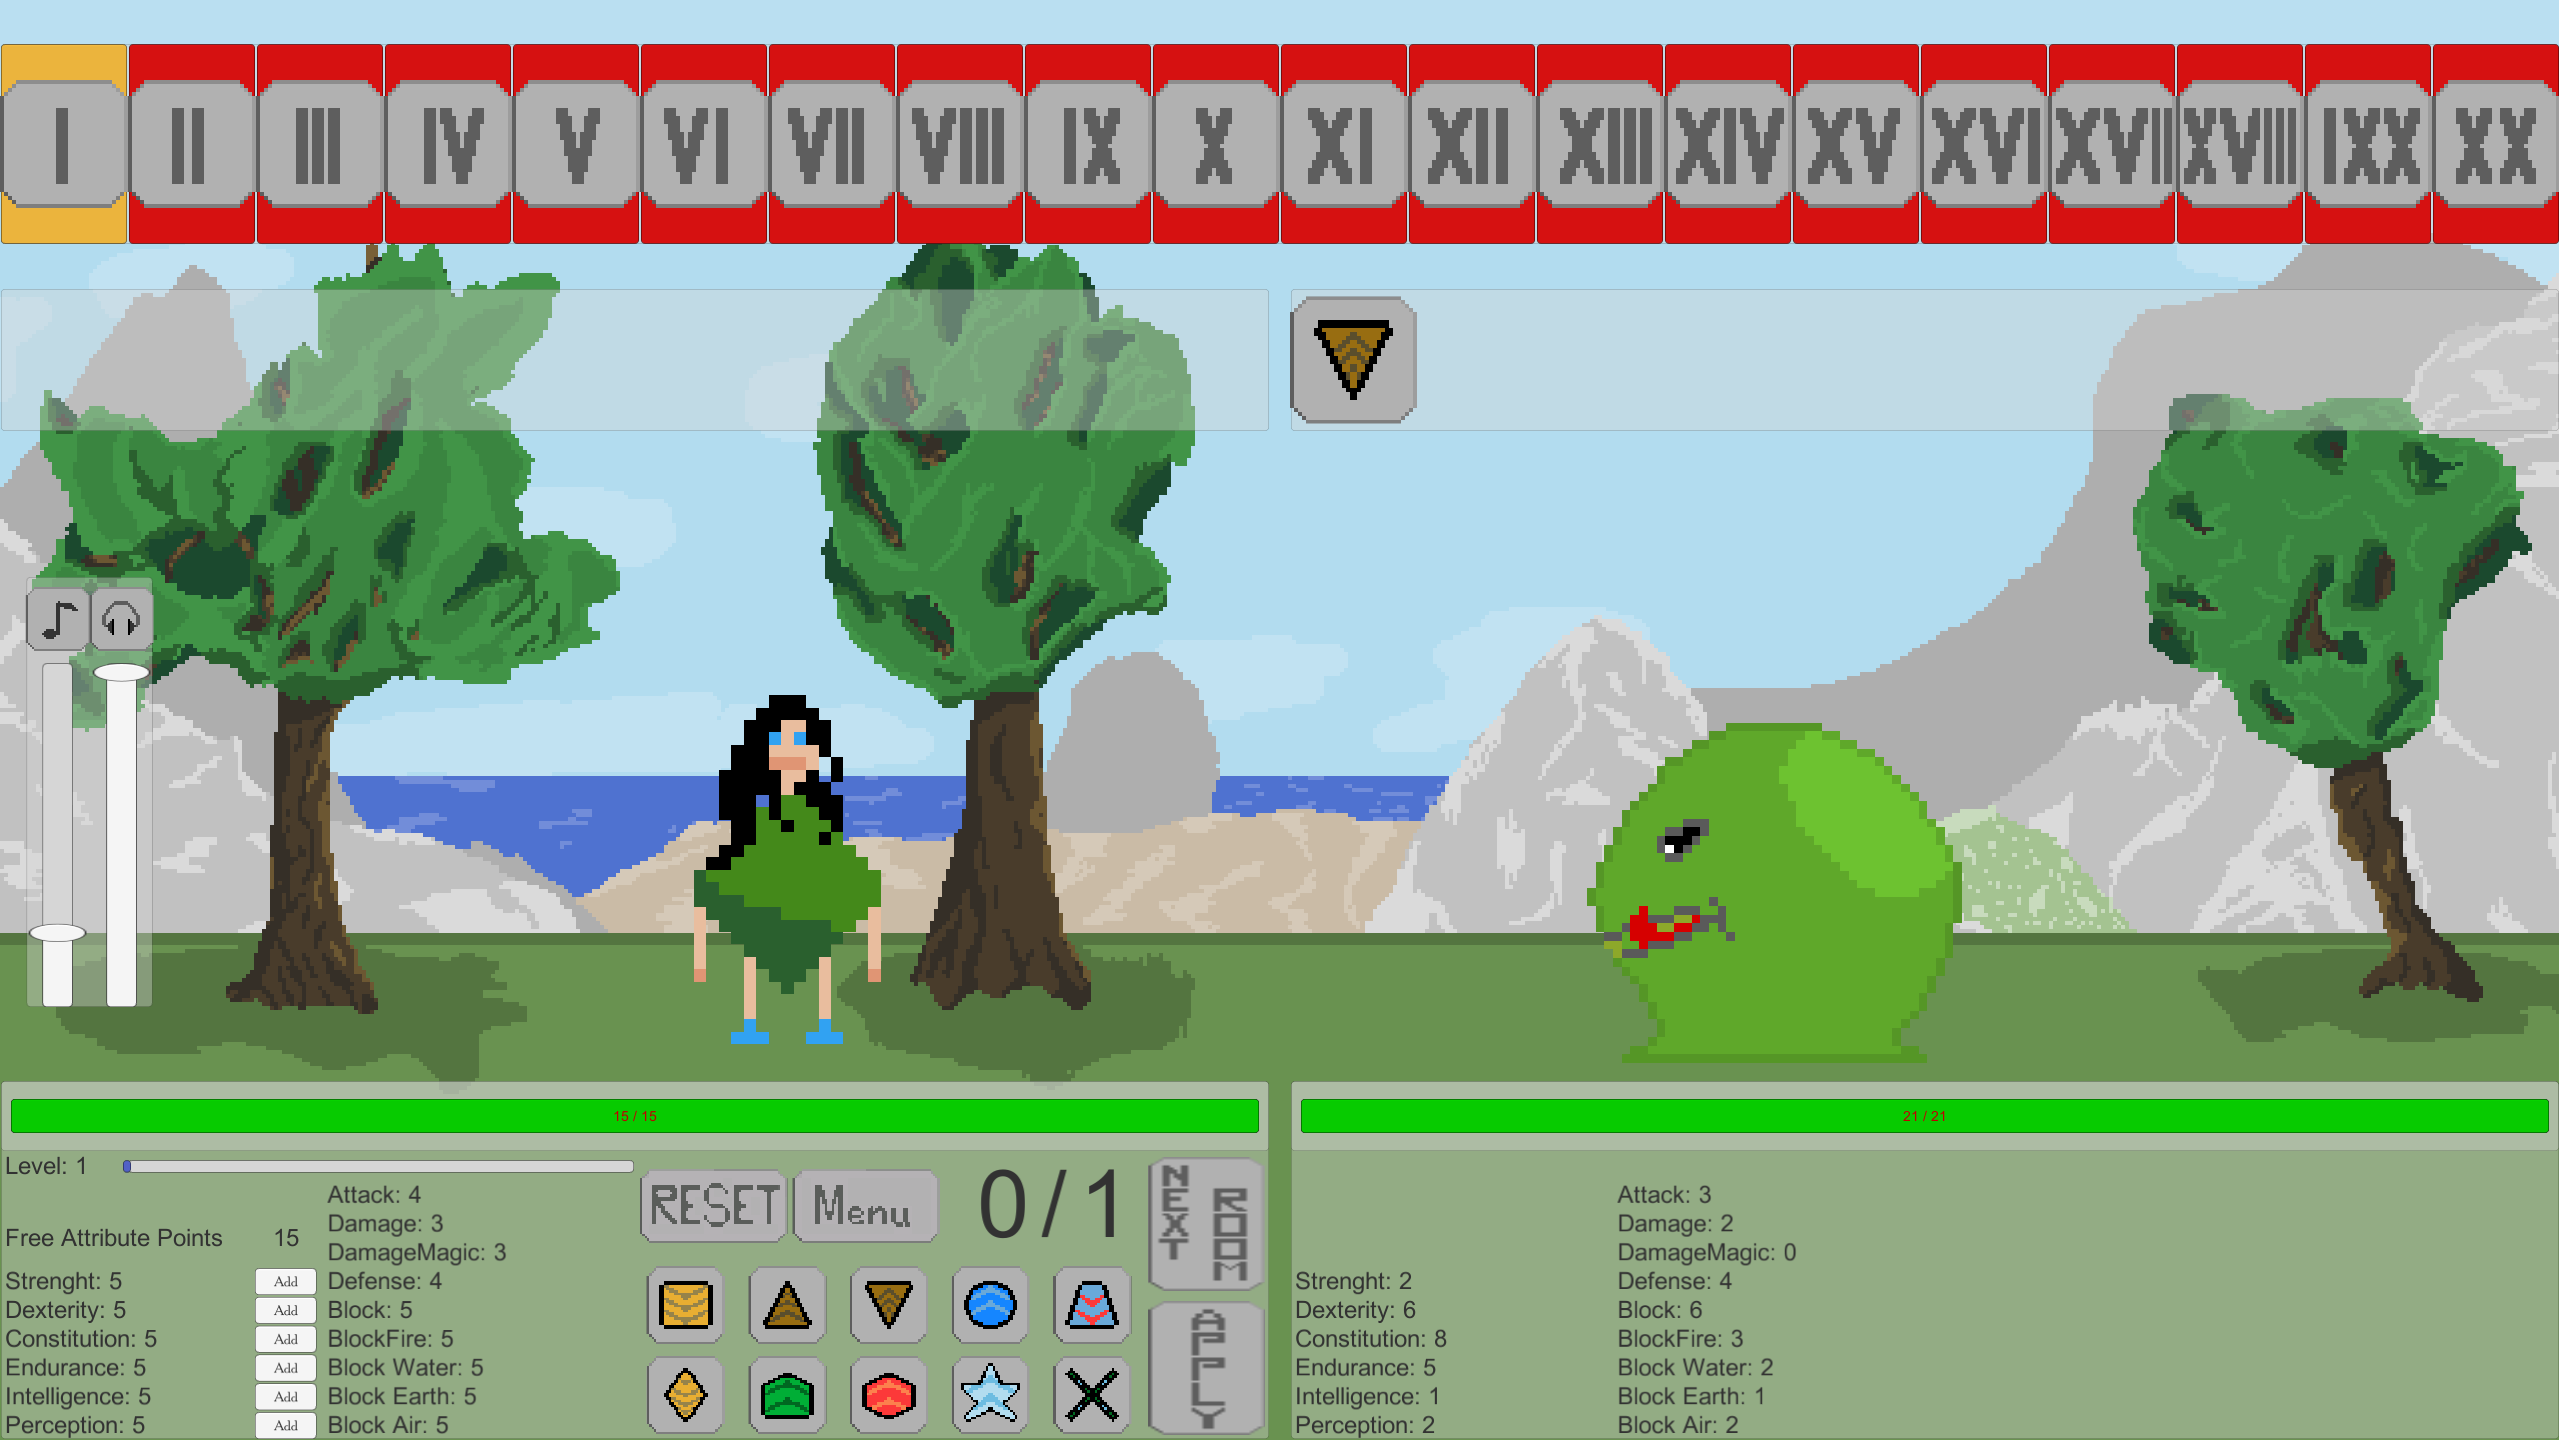 I II III IV V VI VII VIII IX X XI XII XIII XIV XV XVI XVII XVIII IXX XX
15 / 15
21 / 21
Level: 1
Free Attribute Points 15
Strenght: 5 Add
Dexterity: 5 Add
Constitution: 5 Add
Endurance: 5 Add
Intelligence: 5 Add
Perception: 5 Add
Attack: 4
Damage: 3
DamageMagic: 3
Defense: 4
Block: 5
BlockFire: 5
Block Water: 5
Block Earth: 5
Block Air: 5
RESET
Menu
0/1
NEXT
ROOM
APPLY
Strenght: 2
Dexterity: 6
Constitution: 8
Endurance: 5
Intelligence: 1
Perception: 2
Attack: 3
Damage: 2
DamageMagic: 0
Defense: 4
Block: 6
BlockFire: 3
Block Water: 2
Block Earth: 1
Block Air: 2